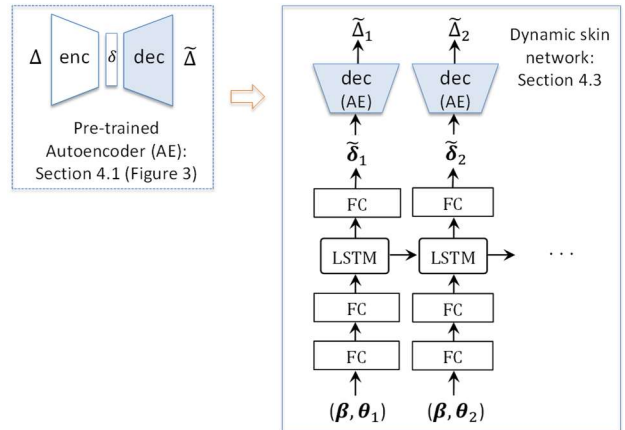 Δ enc δ dec Δ̃
Pre-trained
Autoencoder (AE):
Section 4.1 (Figure 3)
Δ̃₁ Δ̃₂
Dynamic skin
network:
Section 4.3
dec
(AE)
dec
(AE)
δ̃₁ δ̃₂
FC FC
LSTM LSTM ···
FC FC
FC FC
(β, θ₁) (β, θ₂)